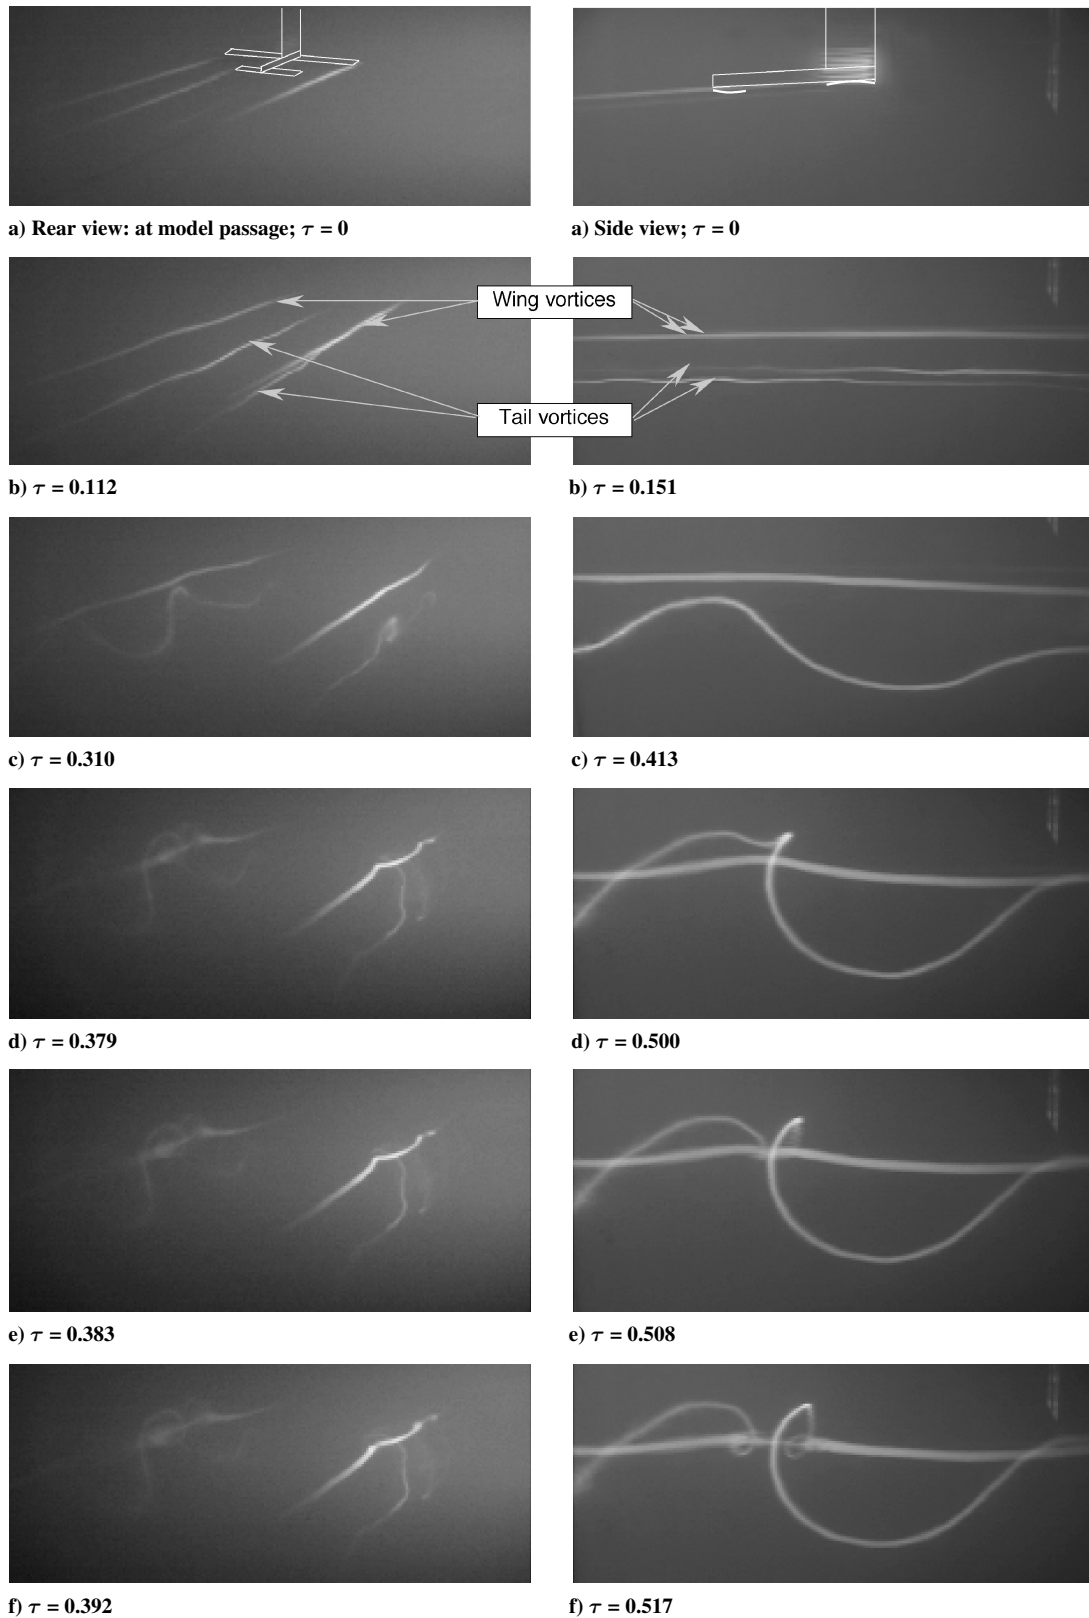 a) Rear view: at model passage; τ = 0
a) Side view; τ = 0
Wing vortices
Tail vortices
b) τ = 0.112
b) τ = 0.151
c) τ = 0.310
c) τ = 0.413
d) τ = 0.379
d) τ = 0.500
e) τ = 0.383
e) τ = 0.508
f) τ = 0.392
f) τ = 0.517